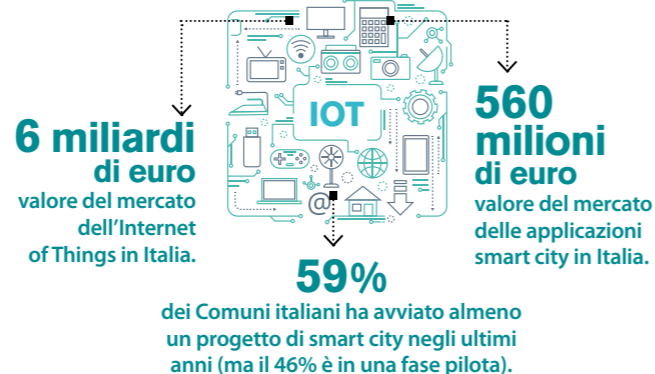 IOT
6 miliardi
di euro
valore del mercato
dell’Internet
of Things in Italia.
560
milioni
di euro
valore del mercato
delle applicazioni
smart city in Italia.
@
59%
dei Comuni italiani ha avviato almeno
un progetto di smart city negli ultimi
anni (ma il 46% è in una fase pilota).